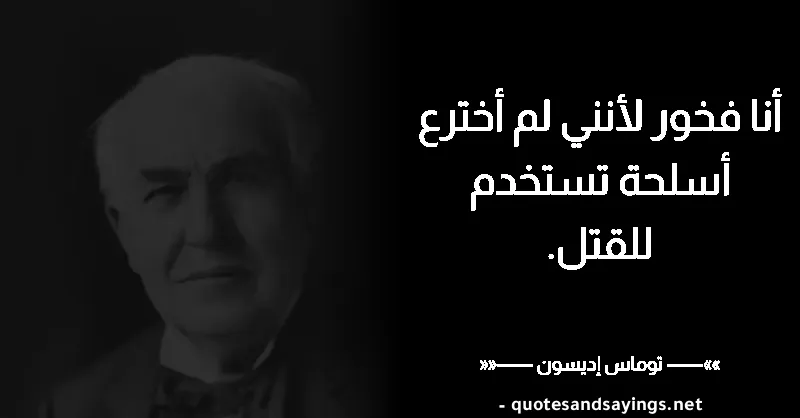 أنا فخور لأنني لم أخترع
أسلحة تستخدم
للقتل.
»»—— توماس إديسون ——««
- quotesandsayings.net